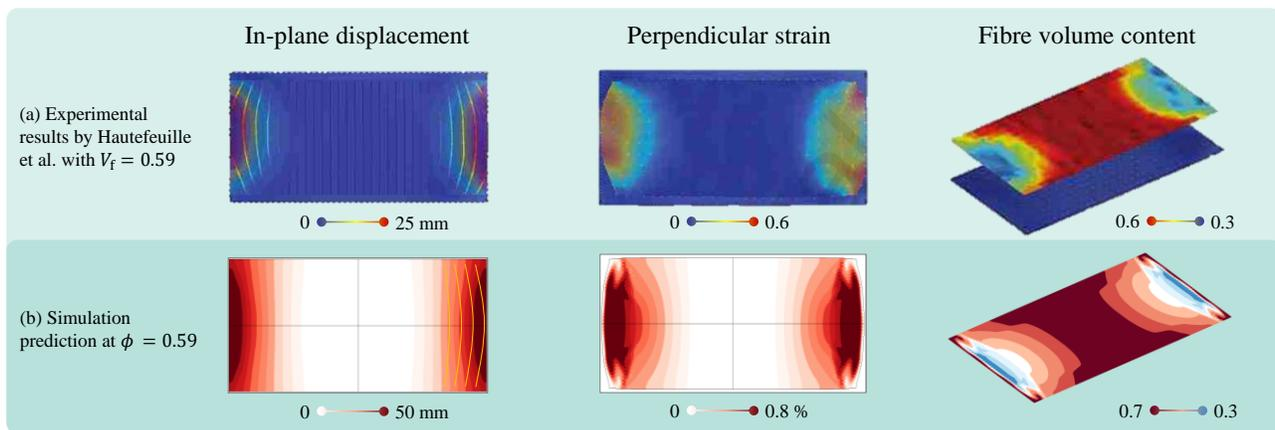 In-plane displacement
Perpendicular strain
Fibre volume content
(a) Experimental
results by Hautefeuille
et al. with V_f = 0.59
0 25 mm
0 0.6
0.6 0.3
(b) Simulation
prediction at ϕ = 0.59
0 50 mm
0 0.8 %
0.7 0.3